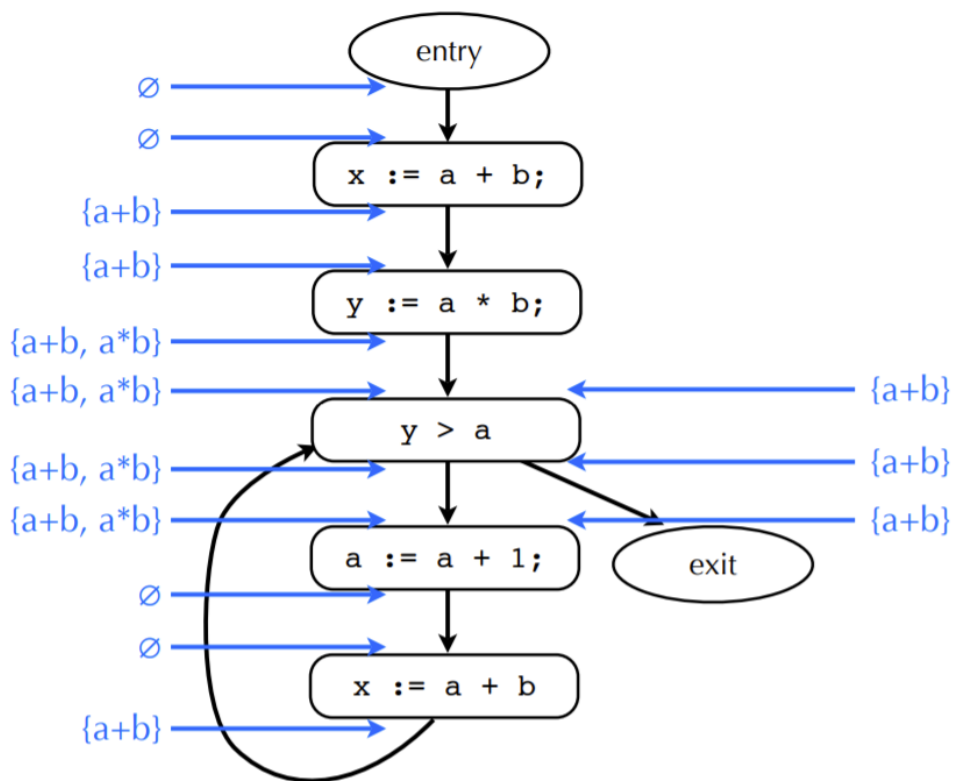 entry
∅
∅
x := a + b;
{a+b}
{a+b}
y := a * b;
{a+b, a*b}
{a+b, a*b} {a+b}
y > a
{a+b, a*b} {a+b}
{a+b, a*b} {a+b}
a := a + 1;
exit
∅
∅
x := a + b
{a+b}